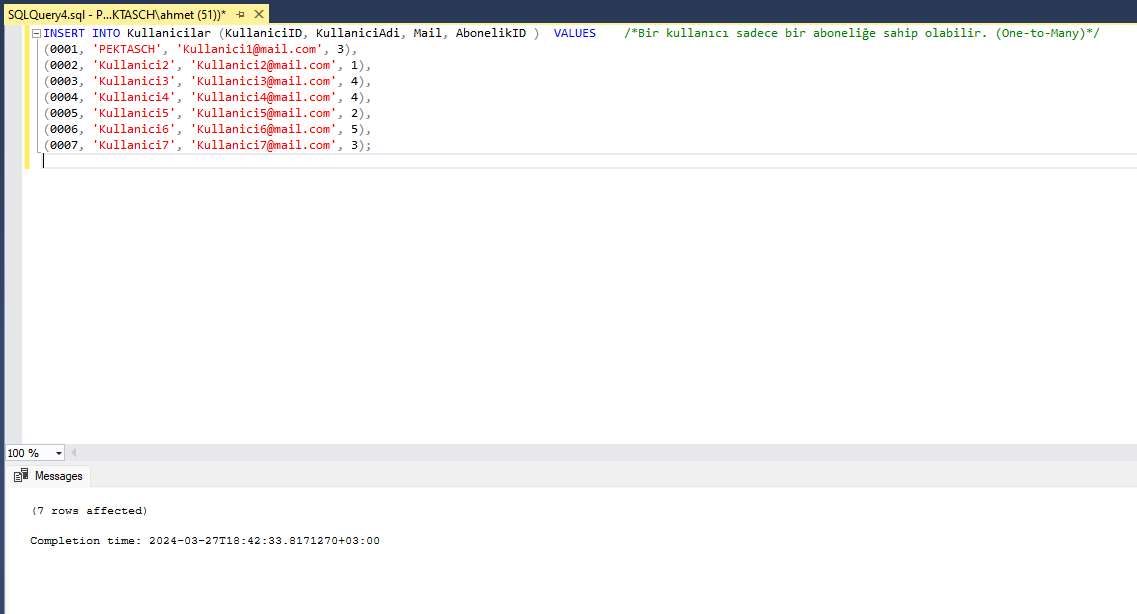 SQLQuery4.sql - P...KTASCH\ahmet (51))*
INSERT INTO Kullanicilar (KullaniciID, KullaniciAdi, Mail, AbonelikID )  VALUES    /*Bir kullanıcı sadece bir aboneliğe sahip olabilir. (One-to-Many)*/
(0001, 'PEKTASCH', 'Kullanici1@mail.com', 3),
(0002, 'Kullanici2', 'Kullanici2@mail.com', 1),
(0003, 'Kullanici3', 'Kullanici3@mail.com', 4),
(0004, 'Kullanici4', 'Kullanici4@mail.com', 4),
(0005, 'Kullanici5', 'Kullanici5@mail.com', 2),
(0006, 'Kullanici6', 'Kullanici6@mail.com', 5),
(0007, 'Kullanici7', 'Kullanici7@mail.com', 3);
100 %
Messages
(7 rows affected)
Completion time: 2024-03-27T18:42:33.8171270+03:00